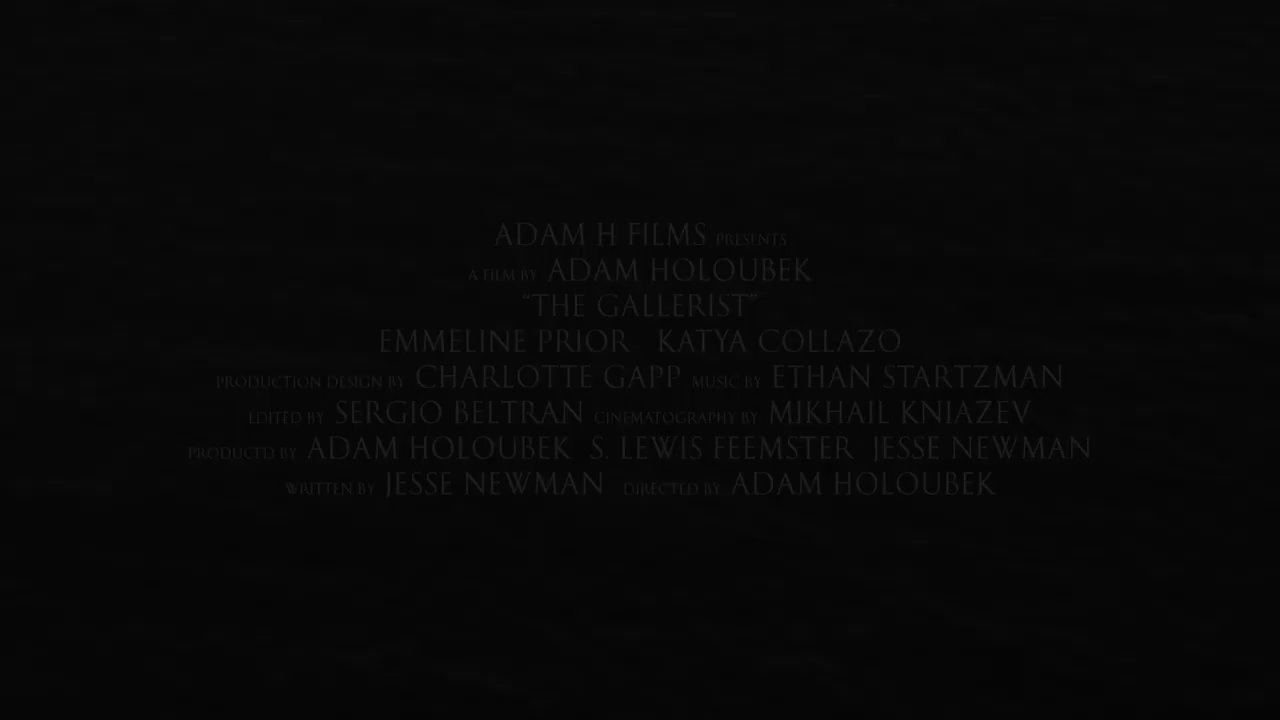 ADAM H FILMS PRESENTS
A FILM BY ADAM HOLOUBEK
“THE GALLERIST”
EMMELINE PRIOR KATYA COLLAZO
PRODUCTION DESIGN BY CHARLOTTE GAPP MUSIC BY ETHAN STARTZMAN
EDITED BY SERGIO BELTRAN CINEMATOGRAPHY BY MIKHAIL KNIAZEV
PRODUCTD BY ADAM HOLOUBEK S. LEWIS FEEMSTER JESSE NEWMAN
WRITTEN BY JESSE NEWMAN DIRECTED BY ADAM HOLOUBEK